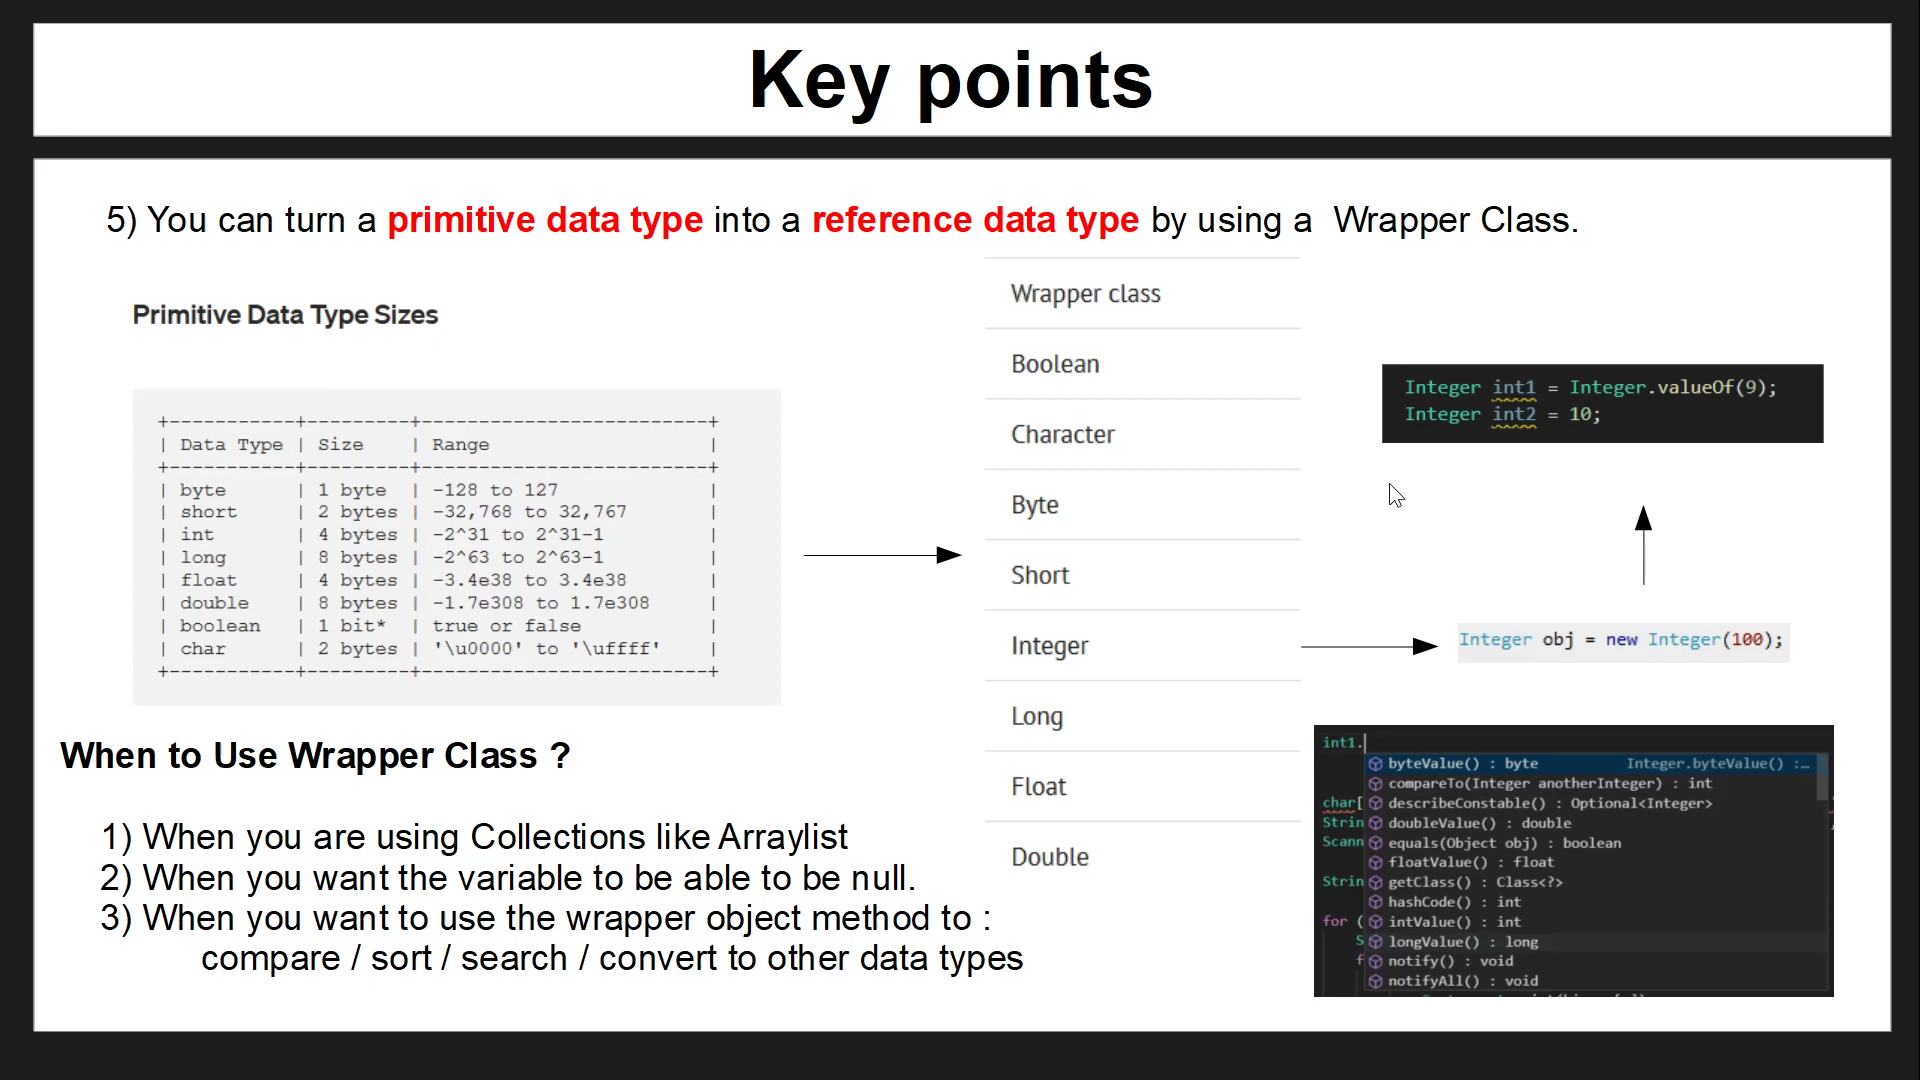 Key points
5) You can turn a primitive data type into a reference data type by using a  Wrapper Class.
Primitive Data Type Sizes
+-----------+---------+-------------------------+
| Data Type | Size    | Range                   |
+-----------+---------+-------------------------+
| byte      | 1 byte  | -128 to 127             |
| short     | 2 bytes | -32,768 to 32,767       |
| int       | 4 bytes | -2^31 to 2^31-1         |
| long      | 8 bytes | -2^63 to 2^63-1         |
| float     | 4 bytes | -3.4e38 to 3.4e38       |
| double    | 8 bytes | -1.7e308 to 1.7e308     |
| boolean   | 1 bit*  | true or false           |
| char      | 2 bytes | '\u0000' to '\uffff'    |
+-----------+---------+-------------------------+
Wrapper class
Boolean
Character
Byte
Short
Integer
Long
Float
Double
Integer int1 = Integer.valueOf(9);
Integer int2 = 10;
Integer obj = new Integer(100);
When to Use Wrapper Class ?
1) When you are using Collections like Arraylist
2) When you want the variable to be able to be null.
3) When you want to use the wrapper object method to :
compare / sort / search / convert to other data types
int1.
byteValue() : byte Integer.byteValue() :…
compareTo(Integer anotherInteger) : int
char[ describeConstable() : Optional<Integer>
Strin doubleValue() : double
Scann equals(Object obj) : boolean
floatValue() : float
Strin getClass() : Class<?>
hashCode() : int
for ( intValue() : int
S longValue() : long
f notify() : void
notifyAll() : void